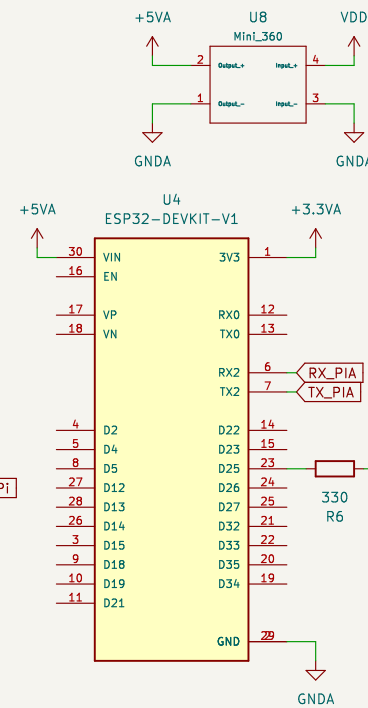 +5VA U8 VDD
Mini_360
2 Output_+ Input_+ 4
1 Output_- Input_- 3
GNDA GNDA
U4
+5VA ESP32-DEVKIT-V1 +3.3VA
30 VIN 3V3 1
16 EN
17 VP RX0 12
18 VN TX0 13
RX2 6 RX_PIA
TX2 7 TX_PIA
4 D2 D22 14
5 D4 D23 15
8 D5 D25 23
Pi 27 D12 D26 24
28 D13 D27 25
330
26 D14 D32 21
R6
3 D15 D33 22
9 D18 D35 20
10 D19 D34 19
11 D21
GND
GNDA